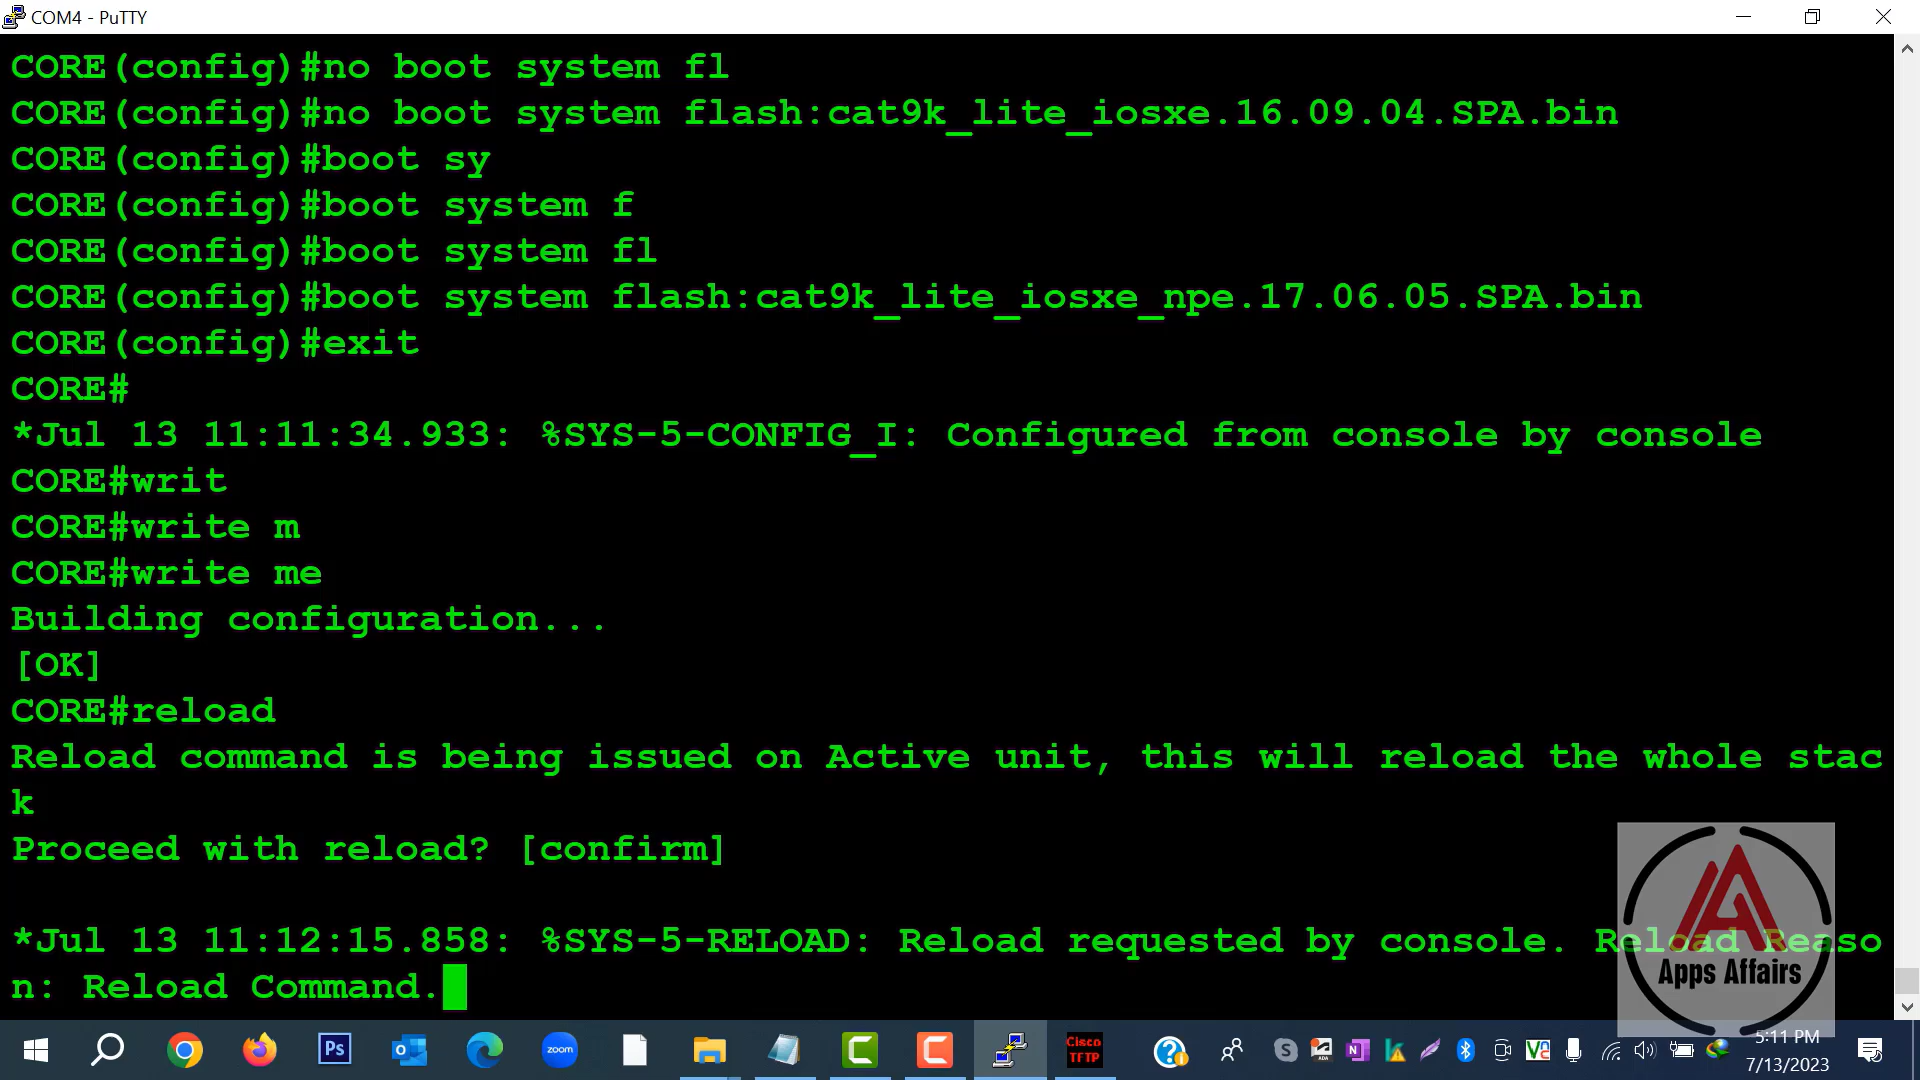 COM4 - PuTTY
CORE(config)#no boot system fl
CORE(config)#no boot system flash:cat9k_lite_iosxe.16.09.04.SPA.bin
CORE(config)#boot sy
CORE(config)#boot system f
CORE(config)#boot system fl
CORE(config)#boot system flash:cat9k_lite_iosxe_npe.17.06.05.SPA.bin
CORE(config)#exit
CORE#
*Jul 13 11:11:34.933: %SYS-5-CONFIG_I: Configured from console by console
CORE#writ
CORE#write m
CORE#write me
Building configuration...
[OK]
CORE#reload
Reload command is being issued on Active unit, this will reload the whole stac
k
Proceed with reload? [confirm]
*Jul 13 11:12:15.858: %SYS-5-RELOAD: Reload requested by console. Reload Reaso
n: Reload Command.
Apps Affairs
Ps
zoom
Cisco
TFTP
5:11 PM
7/13/2023